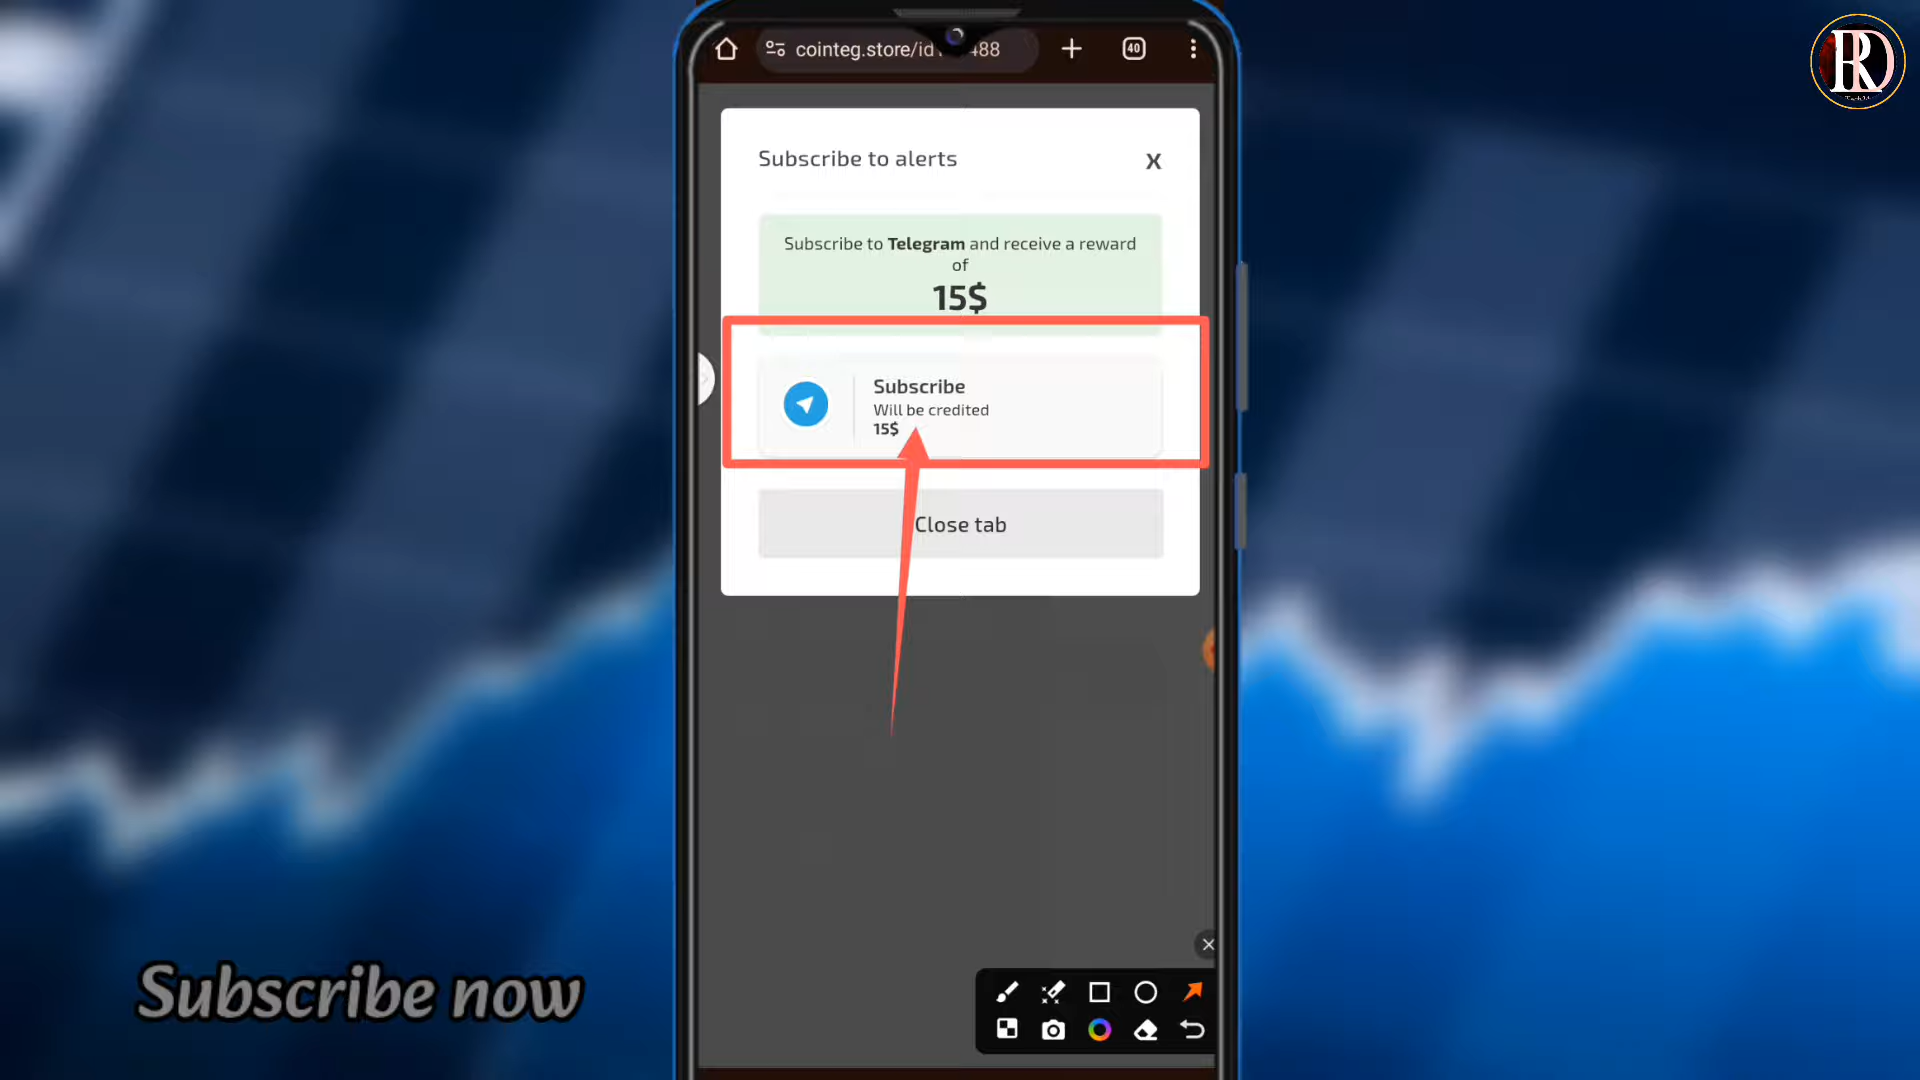 cointeg.store/id 488
40
Subscribe to alerts
X
Subscribe to Telegram and receive a reward
of
15$
Subscribe
Will be credited
15$
Close tab
Subscribe now